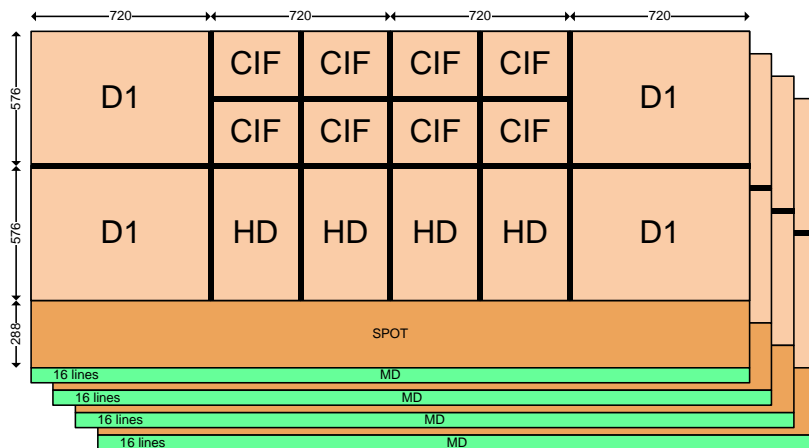 720 720 720 720
CIF CIF CIF CIF
576 D1 D1
CIF CIF CIF CIF
576 D1 HD HD HD HD D1
288 SPOT
16 lines MD
16 lines MD
16 lines MD
16 lines MD